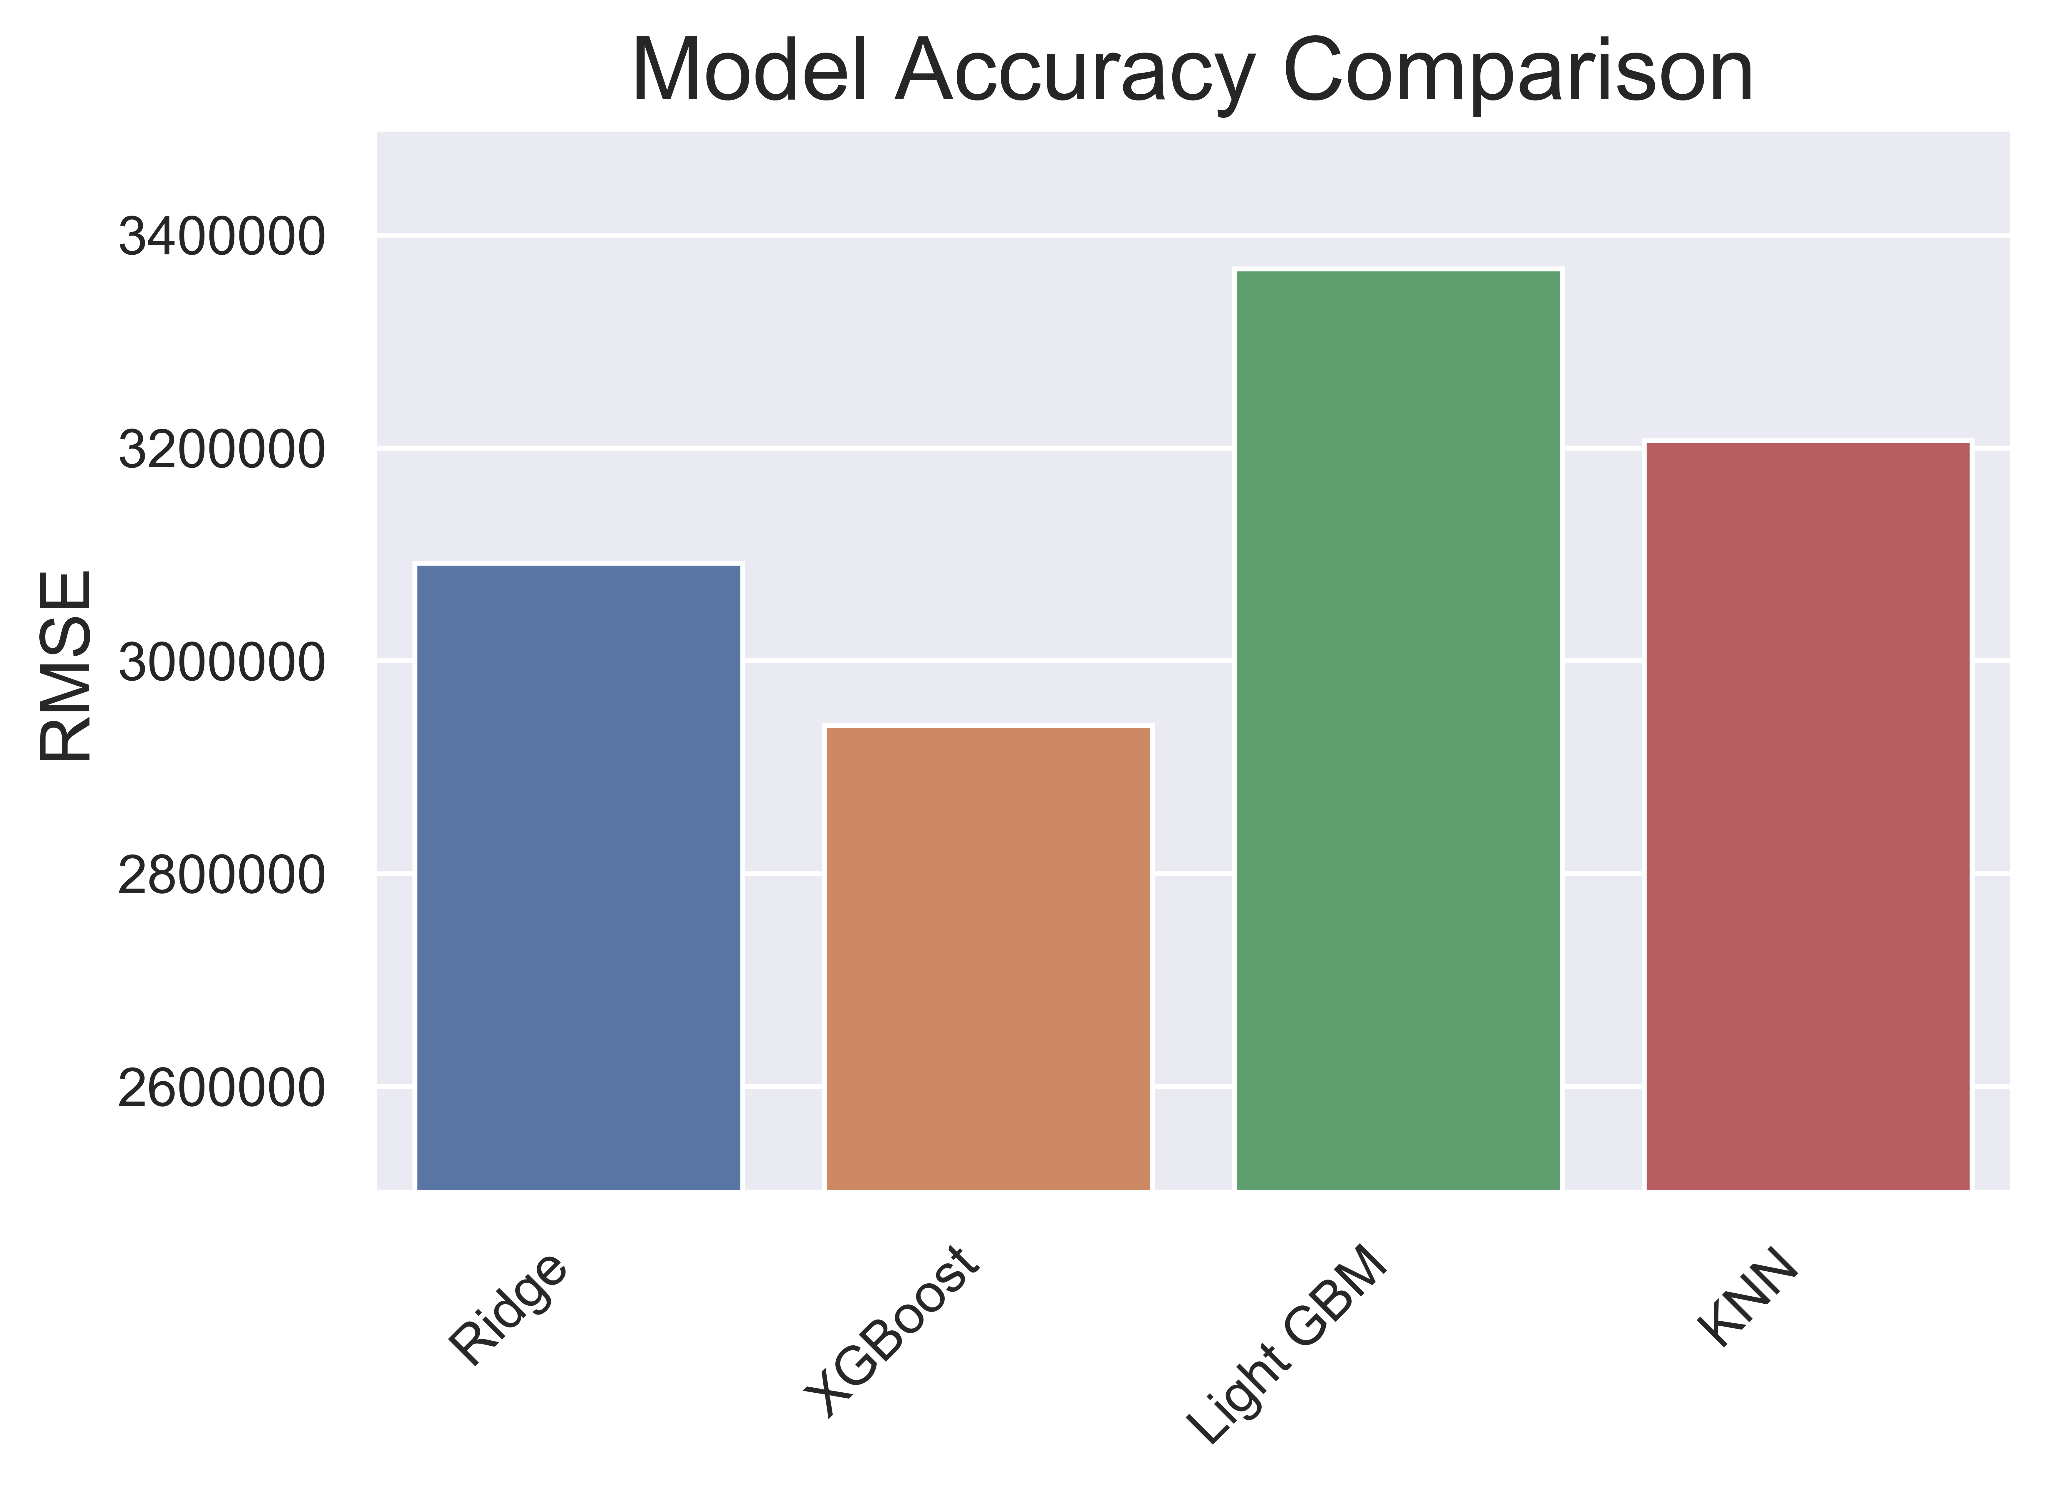 Model Accuracy Comparison
RMSE
3400000
3200000
3000000
2800000
2600000
Ridge
XGBoost
Light GBM
KNN